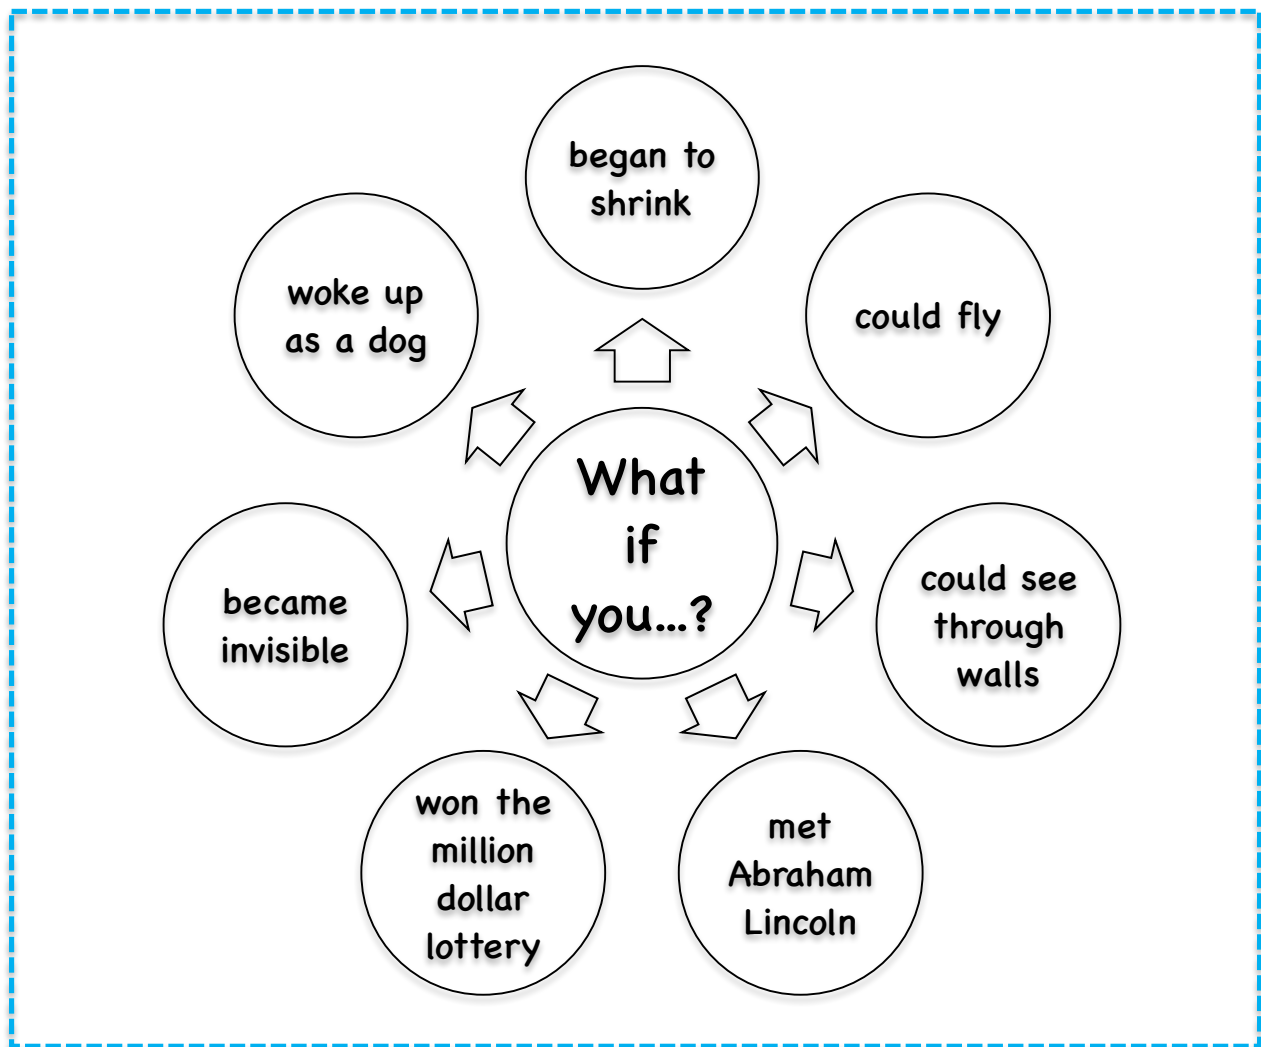 began to
shrink
could fly
could see
through
walls
met
Abraham
Lincoln
won the
million
dollar
lottery
became
invisible
woke up
as a dog
What
if
you...?